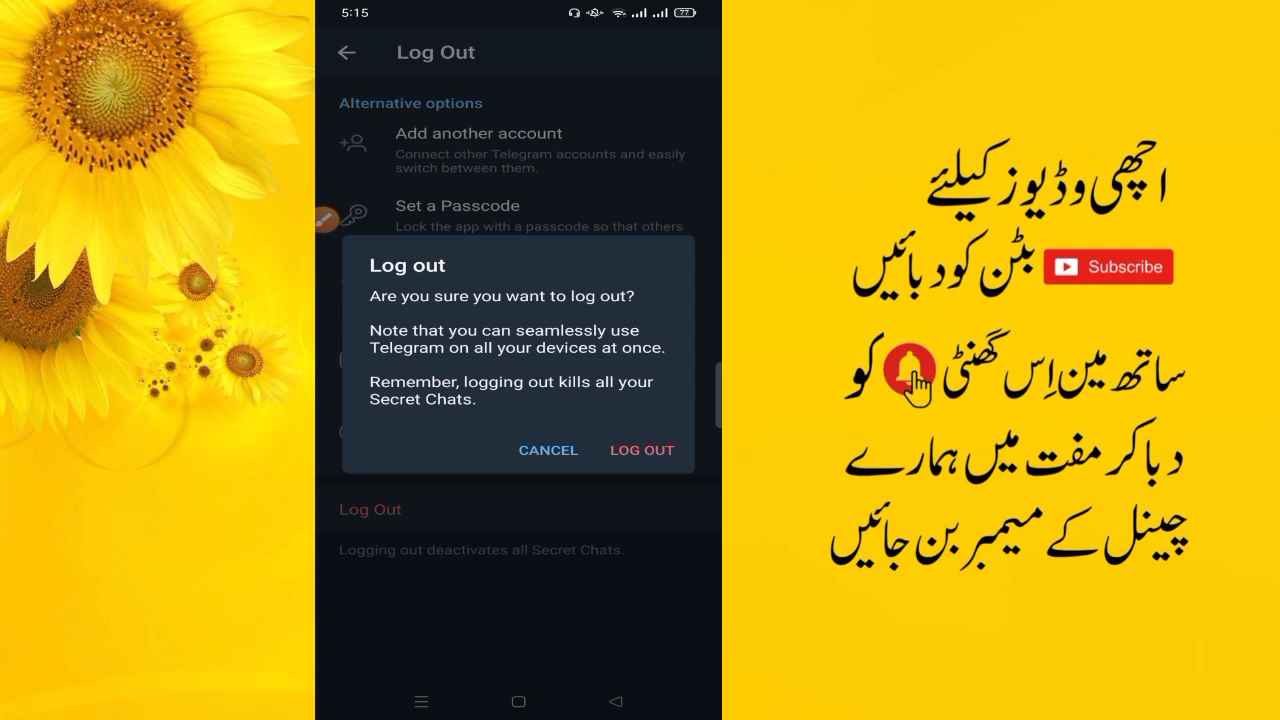 5:15
77
Log Out
Alternative options
Add another account
Connect other Telegram accounts and easily
switch between them.
Set a Passcode
Lock the app with a passcode so that others
Log out
Are you sure you want to log out?
Note that you can seamlessly use
Telegram on all your devices at once.
Remember, logging out kills all your
Secret Chats.
CANCEL LOG OUT
Log Out
Logging out deactivates all Secret Chats.
اچھی وڈیوز کیلئے
Subscribe بٹن کو دبائیں
ساتھ مین اِس گھنٹی کو
دبا کر مفت میں ہمارے
چینل کے میمبر بن جائیں